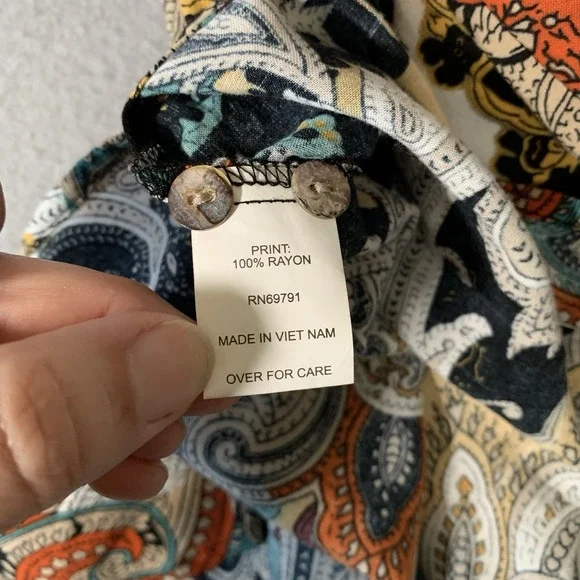 PRINT:
100% RAYON
RN69791
MADE IN VIET NAM
OVER FOR CARE